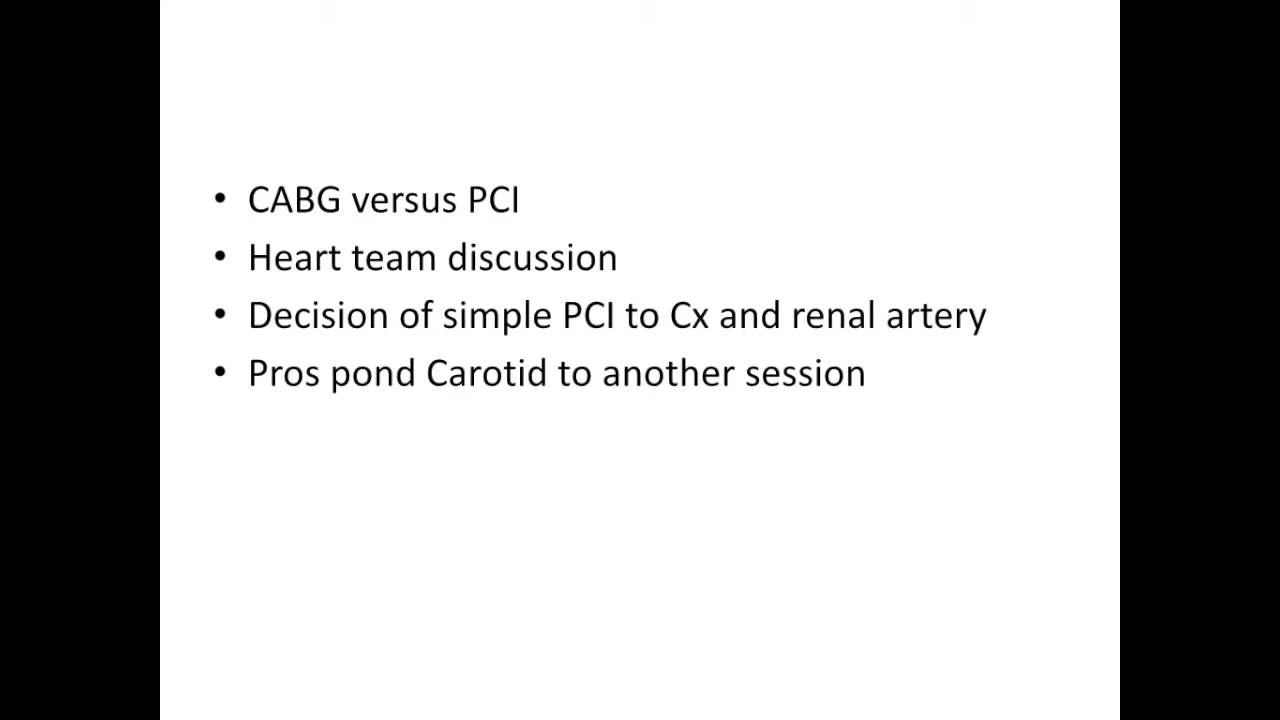 • CABG versus PCI
• Heart team discussion
• Decision of simple PCI to Cx and renal artery
• Pros pond Carotid to another session